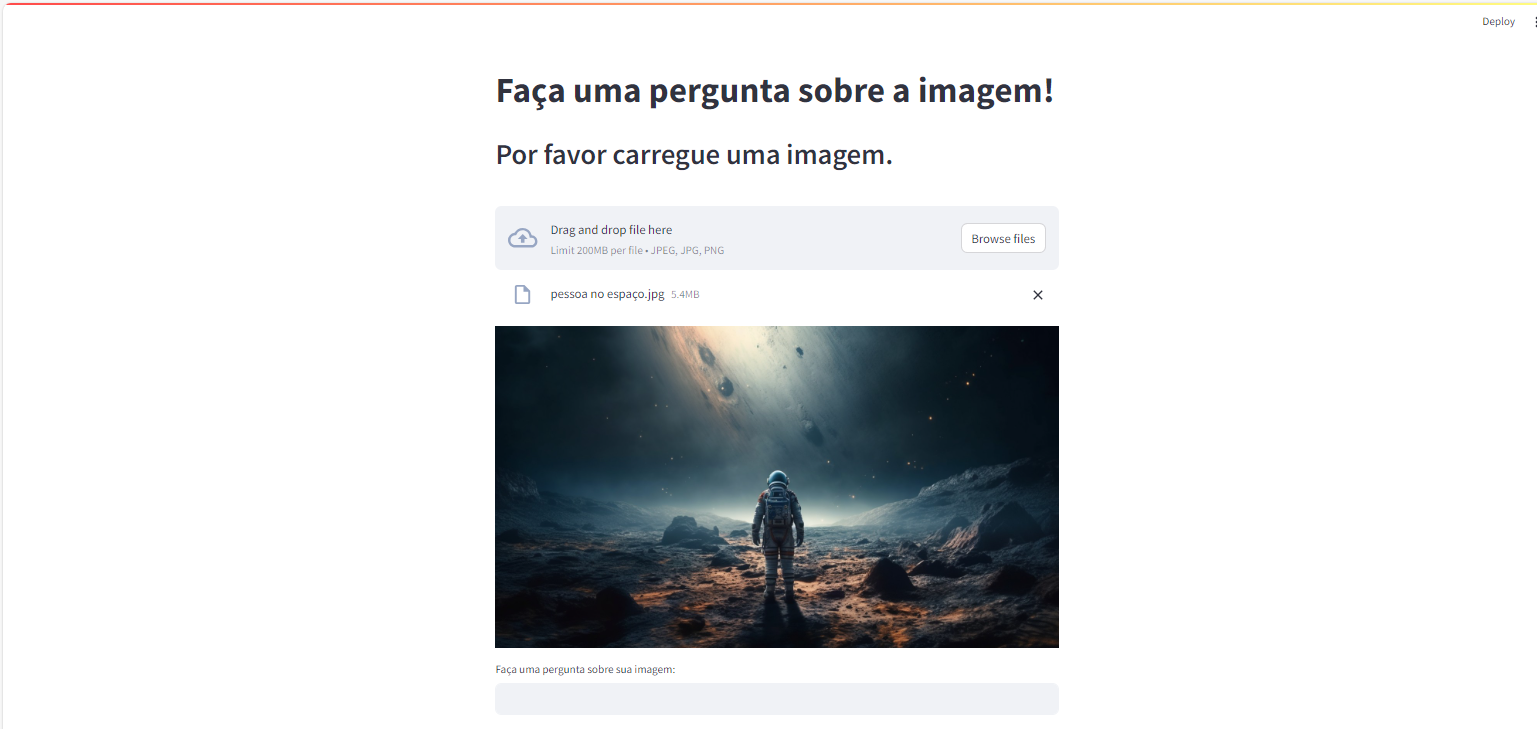 Deploy
Faça uma pergunta sobre a imagem!
Por favor carregue uma imagem.
Drag and drop file here
Limit 200MB per file • JPEG, JPG, PNG
Browse files
pessoa no espaço.jpg 5.4MB
Faça uma pergunta sobre sua imagem: